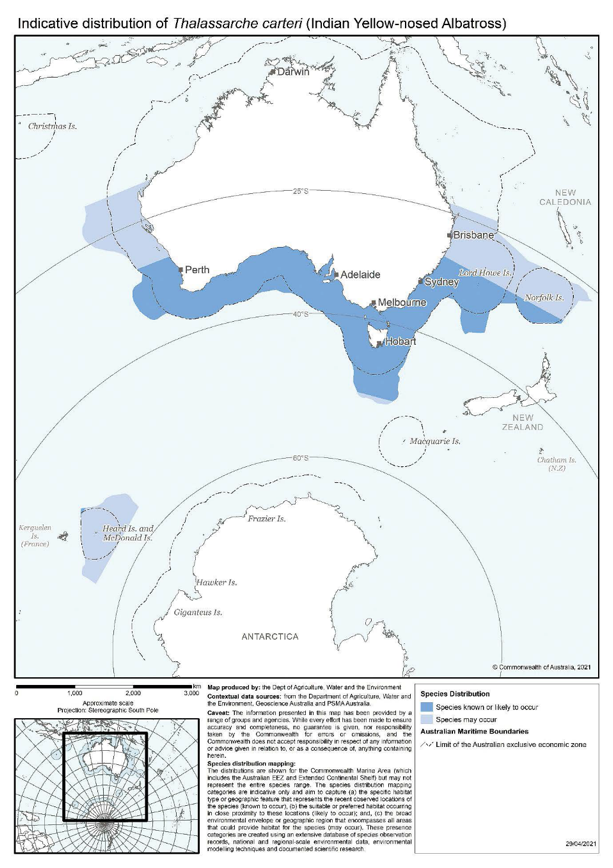 Indicative distribution of Thalassarche carteri (Indian Yellow-nosed Albatross)
Darwin
Christmas Is.
25°S
NEW
CALEDONIA
Brisbane
Perth
Adelaide
Sydney
Lord Howe Is.
Norfolk Is.
Melbourne
40°S
Hobart
NEW
ZEALAND
Macquarie Is.
Chatham Is.
(N.Z)
60°S
Frazier Is.
Kerguelen
Is.
(France)
Heard Is. and
McDonald Is.
Hawker Is.
Giganteus Is.
ANTARCTICA
© Commonwealth of Australia, 2021
km
0 1,000 2,000 3,000
Approximate scale
Projection: Stereographic South Pole
Map produced by: the Dept of Agriculture, Water and the Environment
Contextual data sources: from the Department of Agriculture, Water and
the Environment, Geoscience Australia and PSMA Australia.
Caveat: The information presented in this map has been provided by a
range of groups and agencies. While every effort has been made to ensure
accuracy and completeness, no guarantee is given, nor responsibility
taken by the Commonwealth for errors or omissions, and the
Commonwealth does not accept responsibility in respect of any information
or advice given in relation to, or as a consequence of, anything containing
herein.
Species distribution mapping:
The distributions are shown for the Commonwealth Marine Area (which
includes the Australian EEZ and Extended Continental Shelf) but may not
represent the entire species range. The species distribution mapping
categories are indicative only and aim to capture (a) the specific habitat
type or geographic feature that represents the recent observed locations of
the species (known to occur), (b) the suitable or preferred habitat occurring
in close proximity to these locations (likely to occur); and, (c) the broad
environmental envelope or geographic region that encompasses all areas
that could provide habitat for the species (may occur). These presence
categories are created using an extensive database of species observation
records, national and regional-scale environmental data, environmental
modelling techniques and documented scientific research.
Species Distribution
Species known or likely to occur
Species may occur
Australian Maritime Boundaries
Limit of the Australian exclusive economic zone
29/04/2021